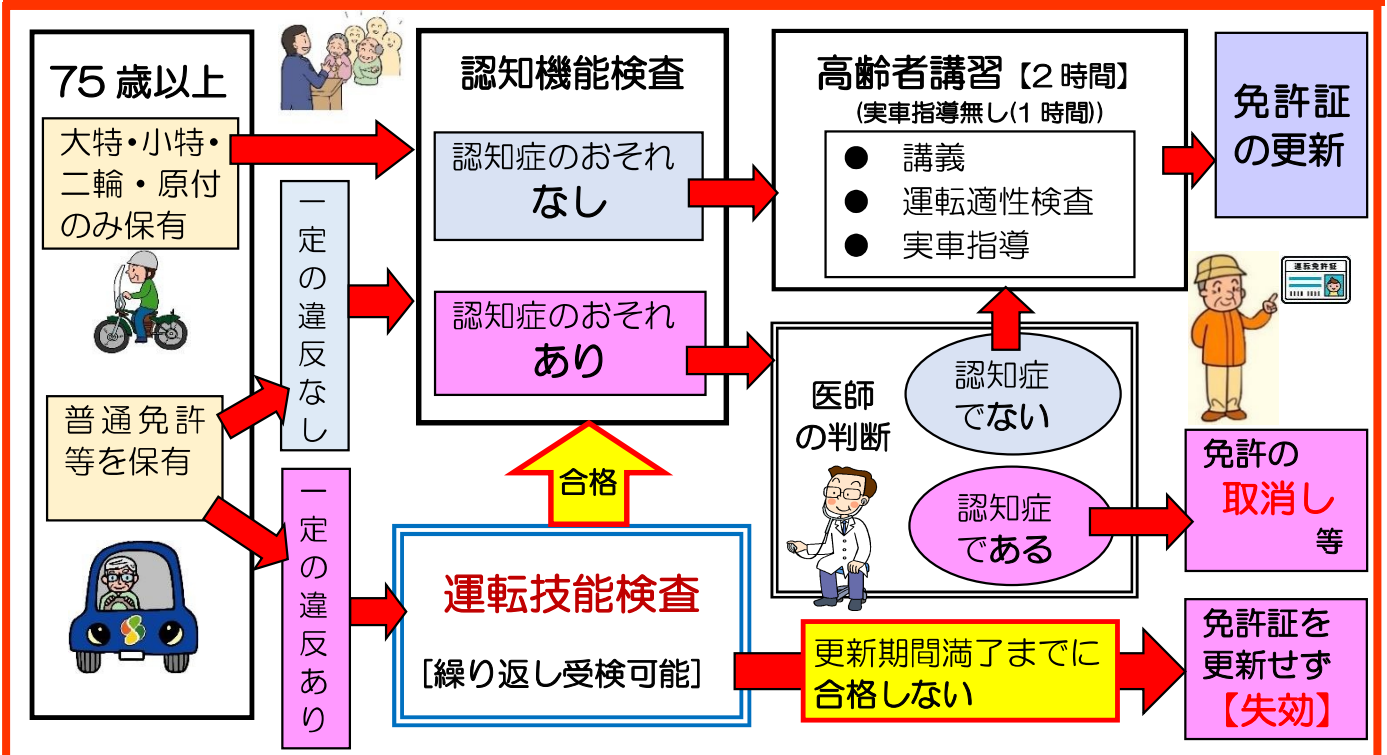 75歳以上
大特・小特・
二輪・原付
のみ保有
普通免許
等を保有
一定の違反なし
一定の違反あり
認知機能検査
認知症のおそれ
なし
認知症のおそれ
あり
合格
運転技能検査
[繰り返し受検可能]
高齢者講習【2時間】
(実車指導無し(1時間))
● 講義
● 運転適性検査
● 実車指導
医師
の判断
認知症
でない
認知症
である
更新期間満了までに
合格しない
免許証
の更新
運転免許証
免許の
取消し
等
免許証を
更新せず
【失効】